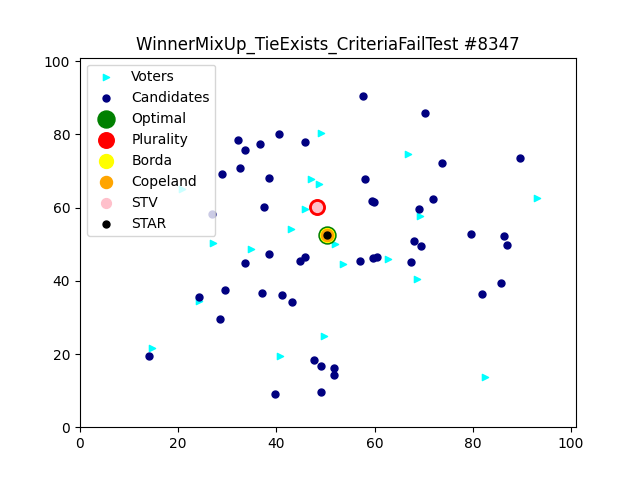 WinnerMixUp_TieExists_CriteriaFailTest #8347
100
80
60
40
20
0
0 20 40 60 80 100
Voters
Candidates
Optimal
Plurality
Borda
Copeland
STV
STAR